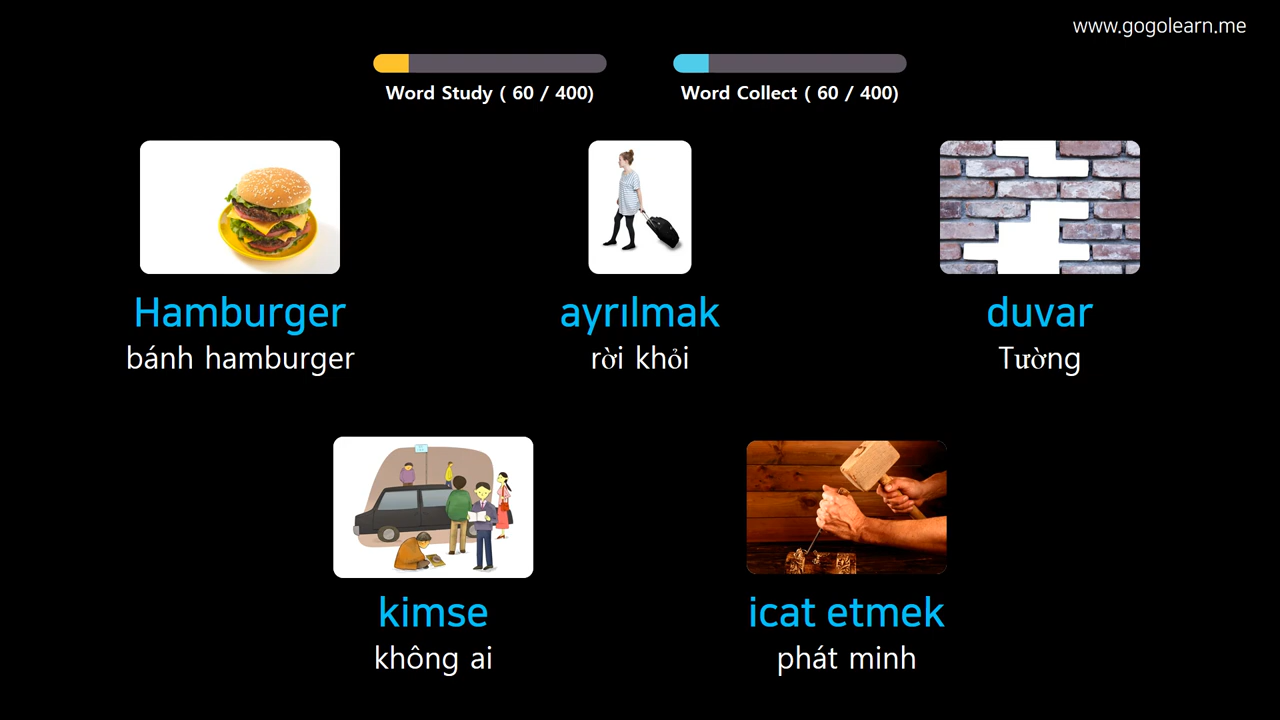 www.gogolearn.me
Word Study ( 60 / 400)
Word Collect ( 60 / 400)
Hamburger
bánh hamburger
ayrılmak
rời khỏi
duvar
Tường
kimse
không ai
icat etmek
phát minh